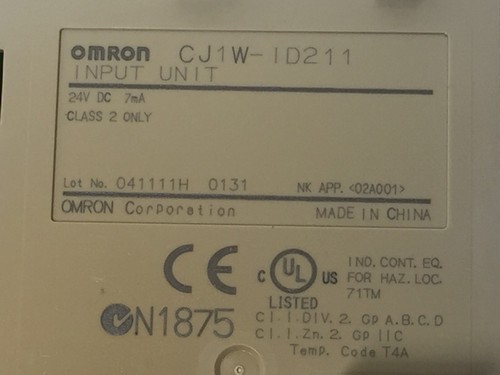 OMRON CJ1W-ID211
INPUT UNIT
24V DC 7mA
CLASS 2 ONLY
Lot No. 041111H 0131 NK APP. <02A001>
OMRON Corporation MADE IN CHINA
CE C UL US LISTED
IND. CONT. EQ.
FOR HAZ. LOC.
71TM
N1875
Cl.I.DIV. 2. Gp A.B.C.D
Cl.I.Zn. 2. Gp IIC
Temp. Code T4A